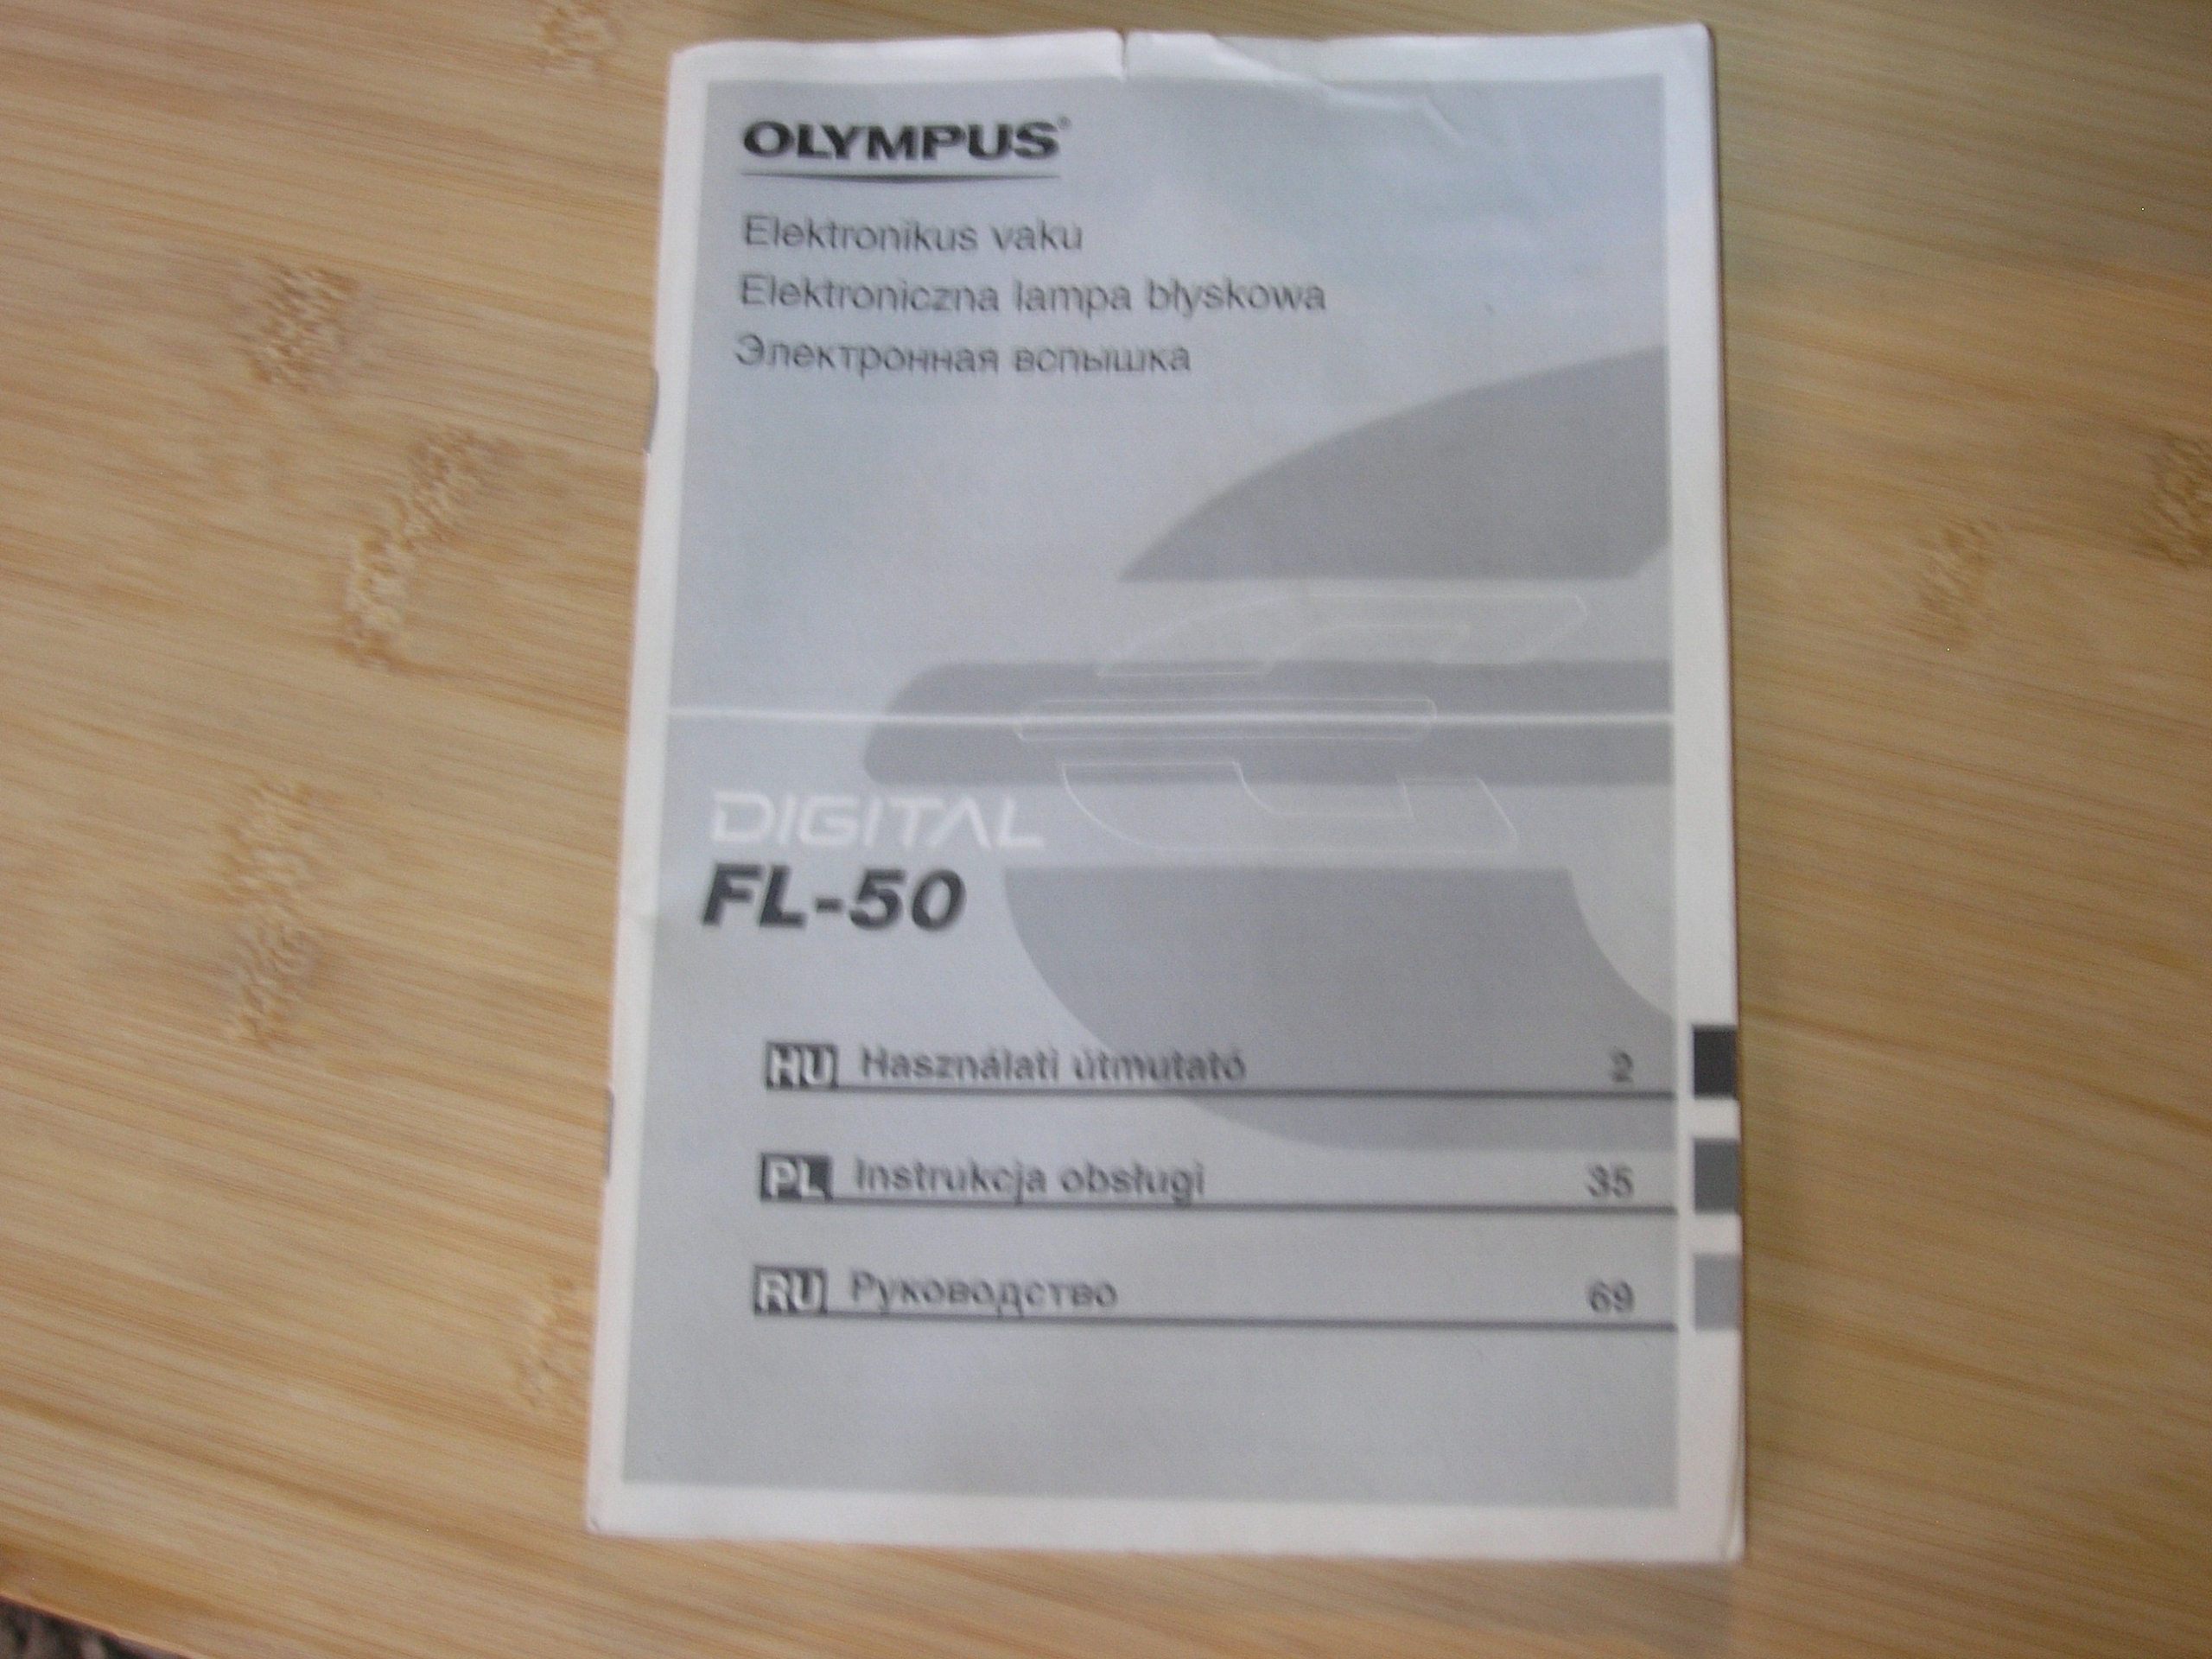 OLYMPUS®
Elektronikus vaku
Elektroniczna lampa błyskowa
Электронная вспышка
DIGITAL
FL-50
HU Használati útmutató 2
PL Instrukcja obsługi 35
RU Руководство 69